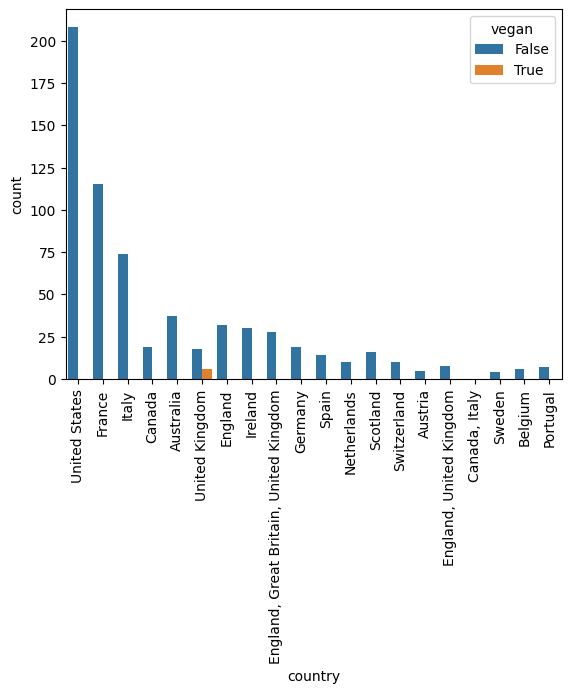 vegan
False
True
count
200
175
150
125
100
75
50
25
0
United States
France
Italy
Canada
Australia
United Kingdom
England
Ireland
England, Great Britain, United Kingdom
Germany
Spain
Netherlands
Scotland
Switzerland
Austria
England, United Kingdom
Canada, Italy
Sweden
Belgium
Portugal
country